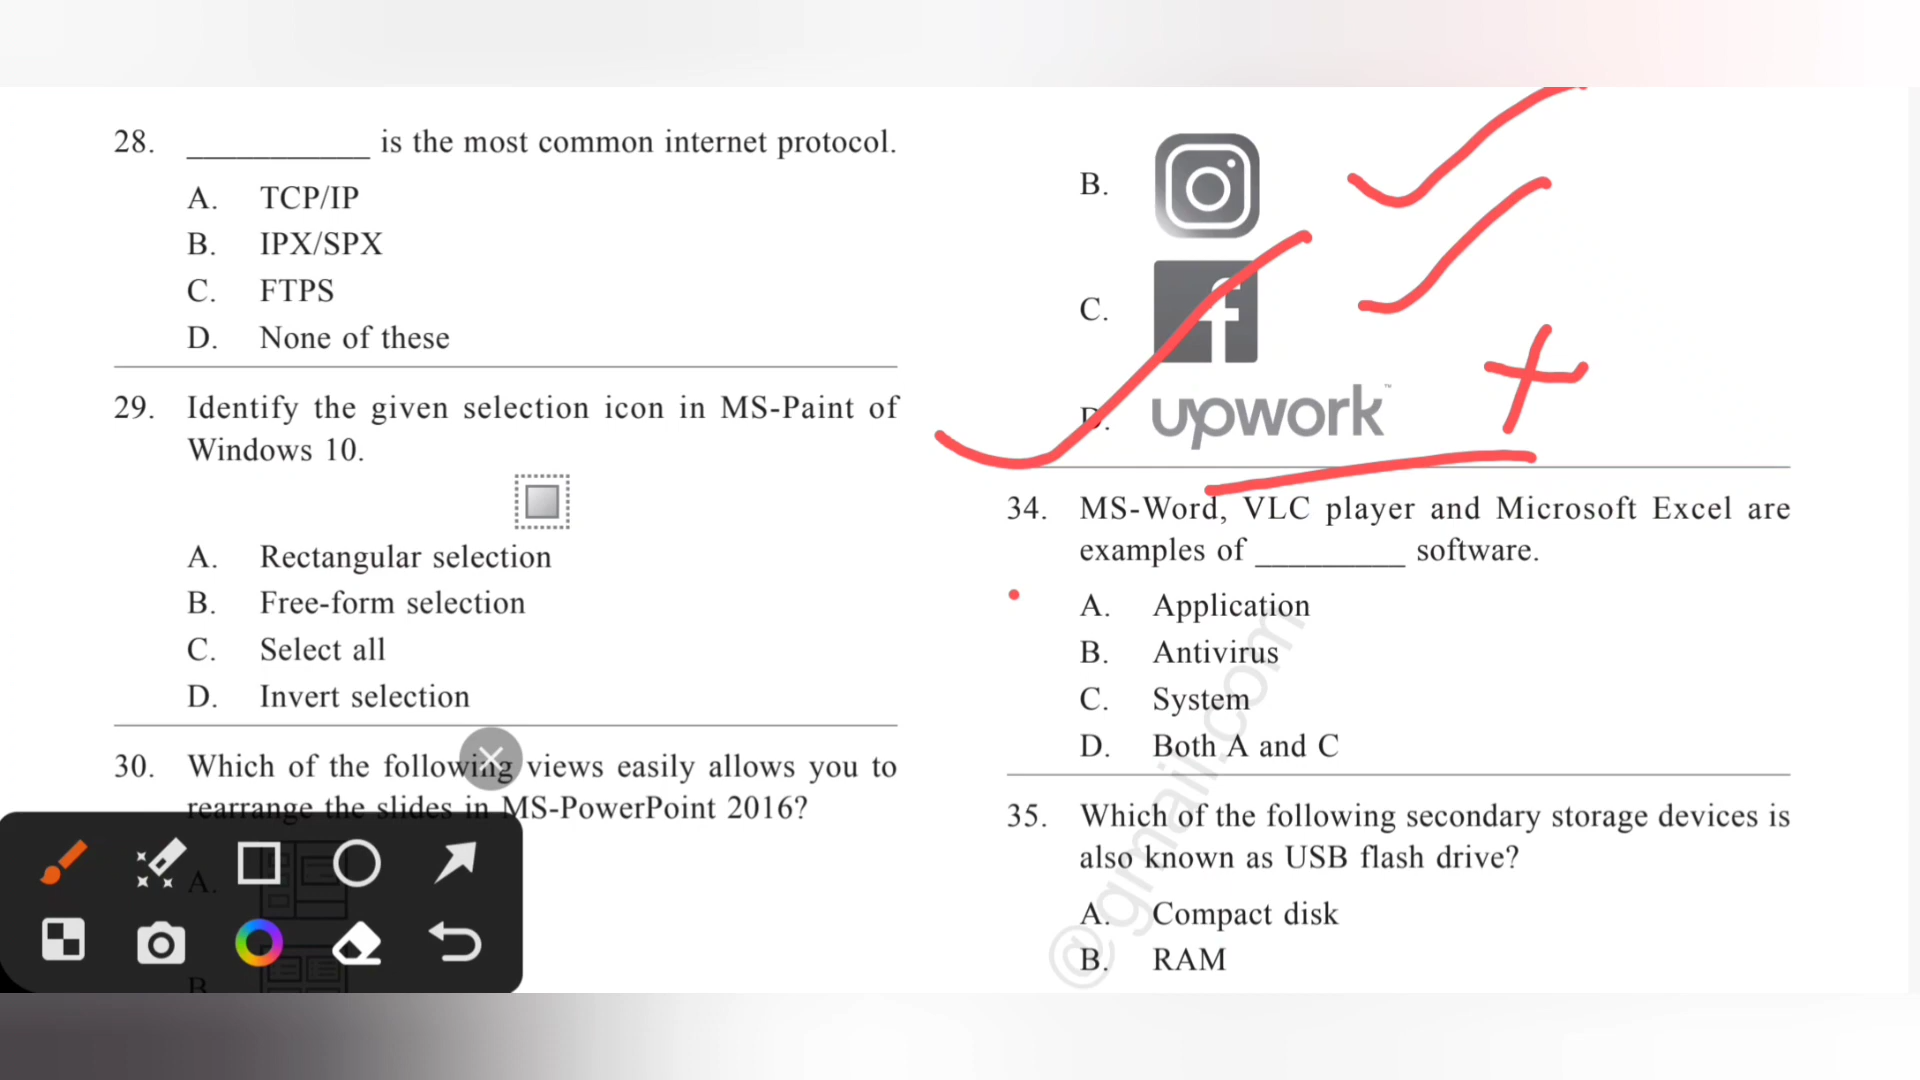 28. ___________ is the most common internet protocol.
A. TCP/IP
B. IPX/SPX
C. FTPS
D. None of these
29. Identify the given selection icon in MS-Paint of
Windows 10.
A. Rectangular selection
B. Free-form selection
C. Select all
D. Invert selection
30. Which of the following views easily allows you to
rearrange the slides in MS-PowerPoint 2016?
A.
B.
B.
C.
D. upwork™
34. MS-Word, VLC player and Microsoft Excel are
examples of _________ software.
A. Application
B. Antivirus
C. System
D. Both A and C
35. Which of the following secondary storage devices is
also known as USB flash drive?
A. Compact disk
B. RAM
@gmail.com